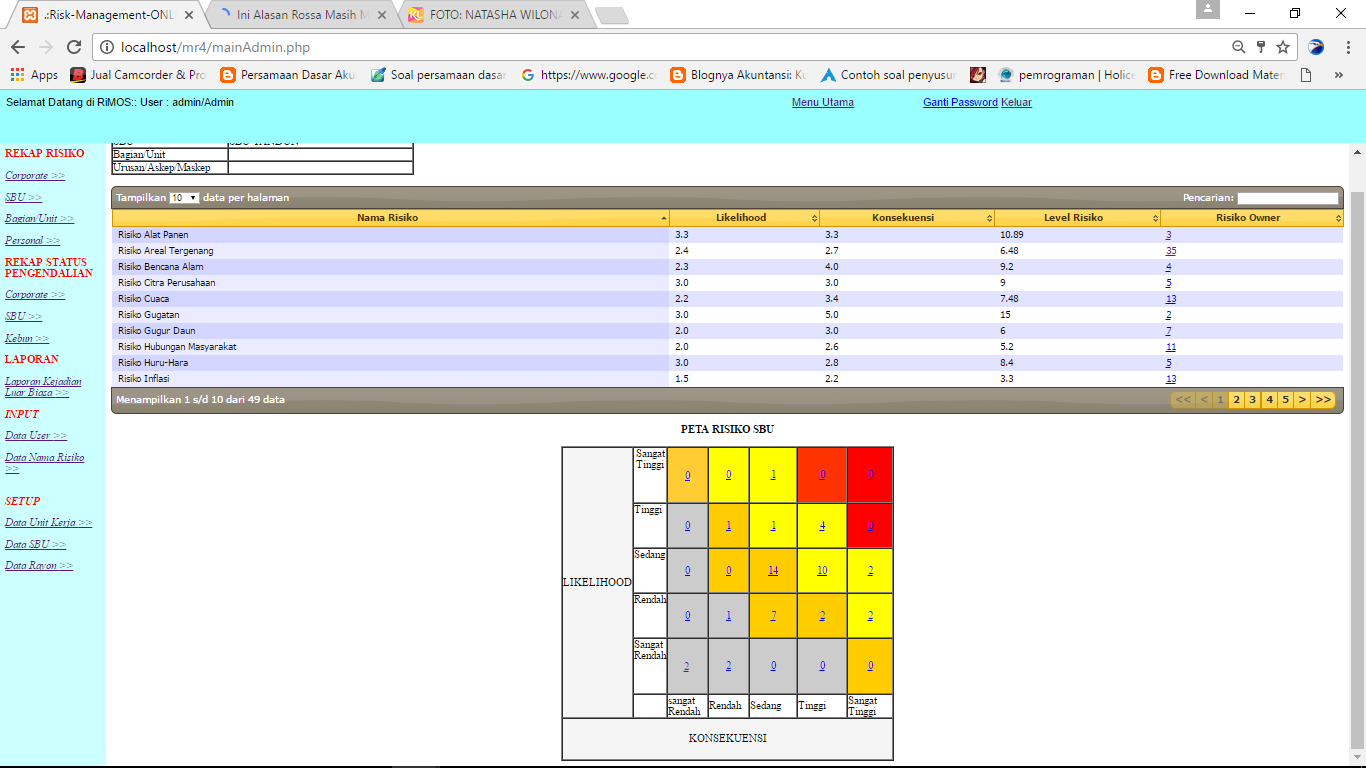 .:Risk-Management-ONL
Ini Alasan Rossa Masih M
FOTO: NATASHA WILONA
localhost/mr4/mainAdmin.php
Apps
Jual Camcorder & Pro
Persamaan Dasar Aku
Soal persamaan dasar
https://www.google.c
Blognya Akuntansi: Ku
Contoh soal penyusun
pemrograman | Holic
Free Download Mater
»
Selamat Datang di RiMOS:: User : admin/Admin
Menu Utama
Ganti Password Keluar
REKAP RISIKO
Corporate >>
SBU >>
Bagian/Unit >>
Personal >>
REKAP STATUS
PENGENDALIAN
Corporate >>
SBU >>
Kebun >>
LAPORAN
Laporan Kejadian
Luar Biasa >>
INPUT
Data User >>
Data Nama Risiko
>>
SETUP
Data Unit Kerja >>
Data SBU >>
Data Rayon >>
SBU SBU TANDUN
Bagian/Unit
Urusan/Askep/Maskep
Tampilkan 10 data per halaman Pencarian:
Nama Risiko Likelihood Konsekuensi Level Risiko Risiko Owner
Risiko Alat Panen 3.3 3.3 10.89 3
Risiko Areal Tergenang 2.4 2.7 6.48 35
Risiko Bencana Alam 2.3 4.0 9.2 4
Risiko Citra Perusahaan 3.0 3.0 9 5
Risiko Cuaca 2.2 3.4 7.48 13
Risiko Gugatan 3.0 5.0 15 2
Risiko Gugur Daun 2.0 3.0 6 7
Risiko Hubungan Masyarakat 2.0 2.6 5.2 11
Risiko Huru-Hara 3.0 2.8 8.4 5
Risiko Inflasi 1.5 2.2 3.3 13
Menampilkan 1 s/d 10 dari 49 data << < 1 2 3 4 5 > >>
PETA RISIKO SBU
LIKELIHOOD
Sangat
Tinggi
0 0 1 0 0
Tinggi
0 1 1 4 0
Sedang
0 0 14 10 2
Rendah
0 1 7 2 2
Sangat
Rendah
2 2 0 0 0
sangat
Rendah
Rendah
Sedang
Tinggi
Sangat
Tinggi
KONSEKUENSI